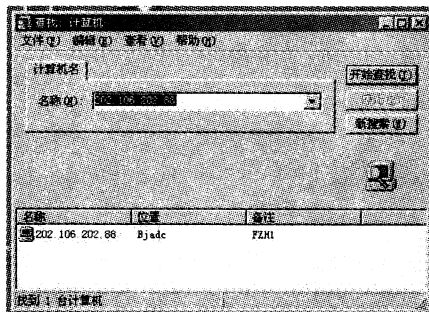 查找: 计算机
文件(F) 编辑(E) 查看(V) 帮助(H)
计算机名
名称(N):
202.106.202.88
开始查找(I)
新搜索(W)
名称 位置 备注
202.106.202.88 Bjadc FZH1
找到 1 台计算机